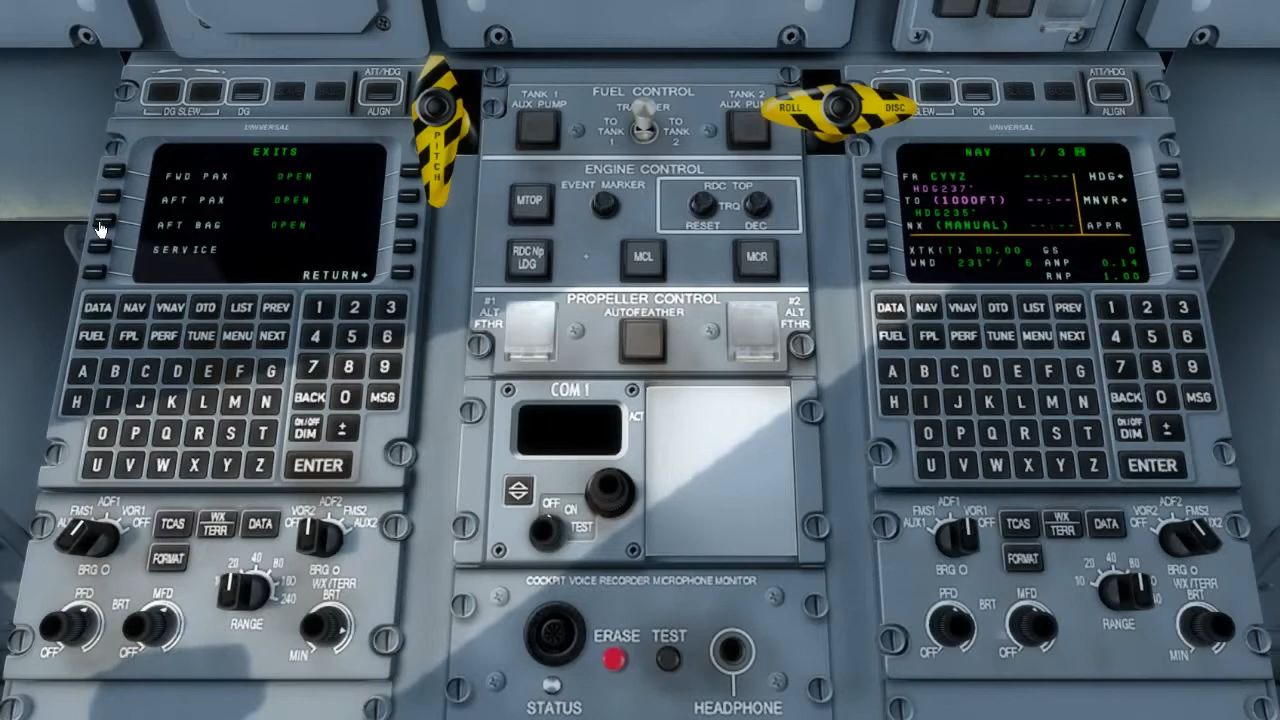 ATT/HDG
DG SLEW DG ALIGN
UNIVERSAL
EXITS
FWD PAX OPEN
AFT PAX OPEN
AFT BAG OPEN
SERVICE
RETURN
DATA NAV VNAV DTO LIST PREV 1 2 3
FUEL FPL PERF TUNE MENU NEXT 4 5 6
A B C D E F G 7 8 9
H I J K L M N BACK 0 MSG
O P Q R S T ON/OFF DIM ±
U V W X Y Z ENTER
FMS1 ADF1 VOR1 OFF
BRG
TCAS WX TERR DATA
FORMAT
VOR2 ADF2 FMS2 OFF AUX2
BRG
20 40 80 160 240
RANGE
PFD BRT MFD
OFF OFF
WX/TERR
BRT
MIN
PITCH
FUEL CONTROL
TANK 1 AUX PUMP
TO TANK 1
TO TANK 2
TANK 2
ROLL DISC
ENGINE CONTROL
MTOP
EVENT MARKER
RDC TOP
TRQ
RESET DEC
RDC Np LDG
MCL
MCR
PROPELLER CONTROL
#1 ALT FTHR
AUTOFEATHER
#2 ALT FTHR
COM 1
ACT
OFF ON TEST
COCKPIT VOICE RECORDER MICROPHONE MONITOR
ERASE TEST
STATUS
HEADPHONE
ATT/HDG
SLEW DG ALIGN
UNIVERSAL
NAV 1/ 3
FR CYYZ --:-- HDG
HDG237°
TO (1000FT) --:-- MNVR
HDG235°
NX (MANUAL) --:-- APPR
XTK(T) R0.00 GS 0
WND 231°/ 6 ANP 0.14
RNP 1.00
DATA NAV VNAV DTO LIST PREV 1 2 3
FUEL FPL PERF TUNE MENU NEXT 4 5 6
A B C D E F G 7 8 9
H I J K L M N BACK 0 MSG
O P Q R S T ON/OFF DIM ±
U V W X Y Z ENTER
AUX1 FMS1 ADF1 VOR1 OFF
BRG
TCAS WX TERR DATA
FORMAT
VOR2 ADF2 FMS2 OFF
BRG
10 20 40 80
RANGE
PFD BRT MFD
OFF OFF
WX/TERR
BRT
MIN